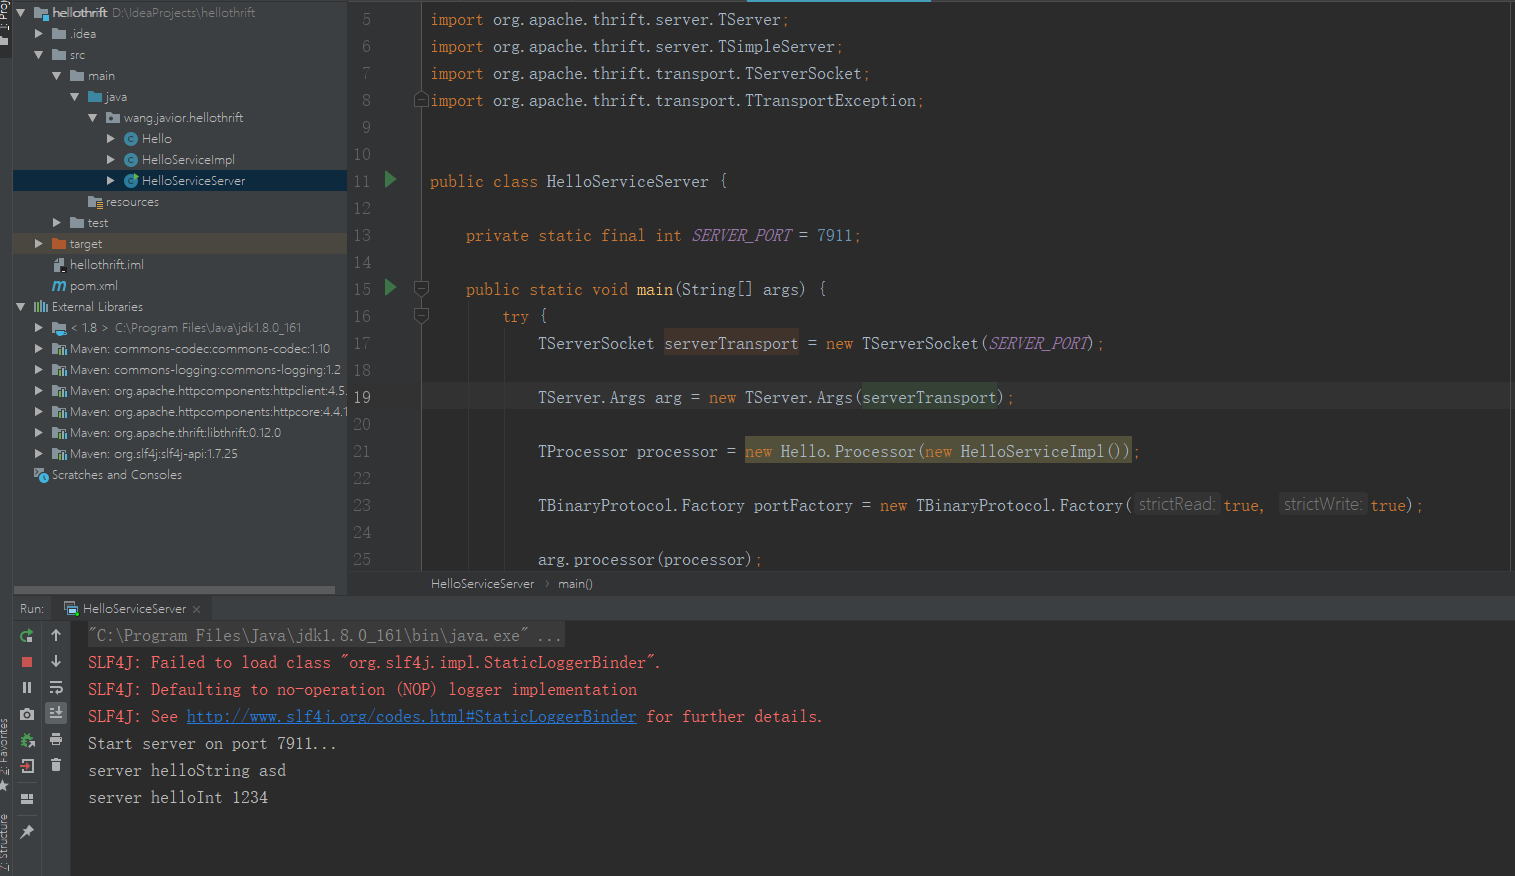 hellothrift D:\IdeaProjects\hellothrift
.idea
src
main
java
wang.javior.hellothrift
Hello
HelloServiceImpl
HelloServiceServer
resources
test
target
hellothrift.iml
pom.xml
External Libraries
< 1.8 > C:\Program Files\Java\jdk1.8.0_161
Maven: commons-codec:commons-codec:1.10
Maven: commons-logging:commons-logging:1.2
Maven: org.apache.httpcomponents:httpclient:4.5.
Maven: org.apache.httpcomponents:httpcore:4.4.1
Maven: org.apache.thrift:libthrift:0.12.0
Maven: org.slf4j:slf4j-api:1.7.25
Scratches and Consoles
5 import org.apache.thrift.server.TServer;
6 import org.apache.thrift.server.TSimpleServer;
7 import org.apache.thrift.transport.TServerSocket;
8 import org.apache.thrift.transport.TTransportException;
9
10
11 public class HelloServiceServer {
12
13 private static final int SERVER_PORT = 7911;
14
15 public static void main(String[] args) {
16 try {
17 TServerSocket serverTransport = new TServerSocket(SERVER_PORT);
18
19 TServer.Args arg = new TServer.Args(serverTransport);
20
21 TProcessor processor = new Hello.Processor(new HelloServiceImpl());
22
23 TBinaryProtocol.Factory portFactory = new TBinaryProtocol.Factory( strictRead: true, strictWrite: true);
24
25 arg.processor(processor);
HelloServiceServer › main()
Run: HelloServiceServer ×
"C:\Program Files\Java\jdk1.8.0_161\bin\java.exe" ...
SLF4J: Failed to load class "org.slf4j.impl.StaticLoggerBinder".
SLF4J: Defaulting to no-operation (NOP) logger implementation
SLF4J: See http://www.slf4j.org/codes.html#StaticLoggerBinder for further details.
Start server on port 7911...
server helloString asd
server helloInt 1234
2: Favorites
7: Structure